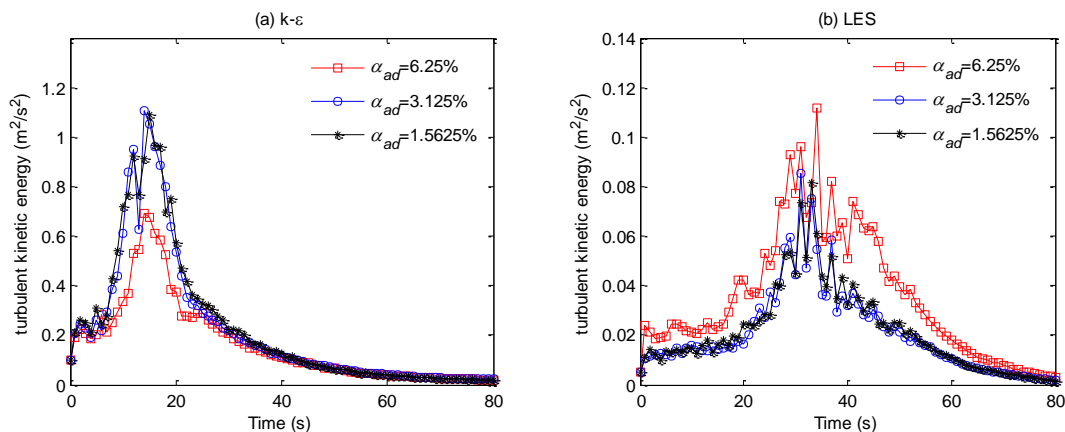 (a) k-ε
turbulent kinetic energy (m²/s²)
1.2
1
0.8
0.6
0.4
0.2
0
0 20 40 60 80
Time (s)
α_ad=6.25%
α_ad=3.125%
α_ad=1.5625%
(b) LES
turbulent kinetic energy (m²/s²)
0.14
0.12
0.1
0.08
0.06
0.04
0.02
0
0 20 40 60 80
Time (s)
α_ad=6.25%
α_ad=3.125%
α_ad=1.5625%